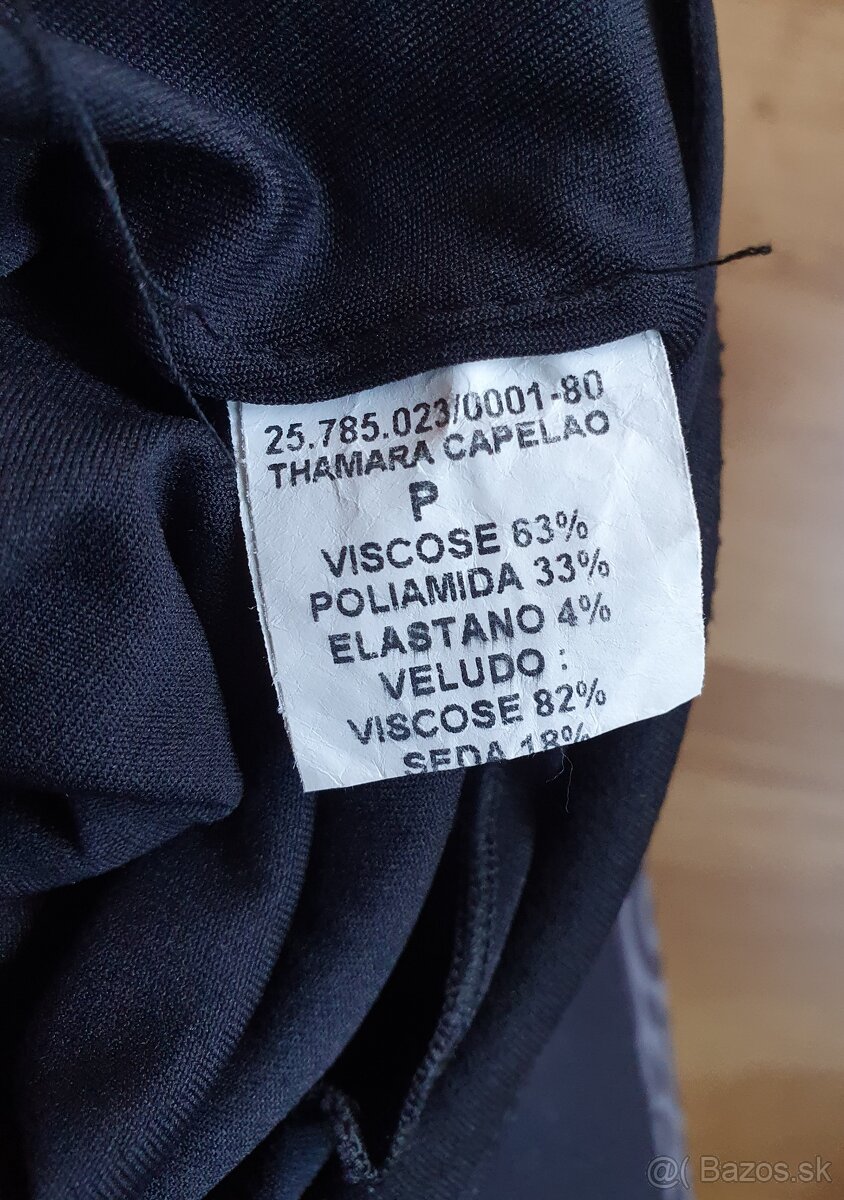 25.785.023/0001-80
THAMARA CAPELAO
P
VISCOSE 63%
POLIAMIDA 33%
ELASTANO 4%
VELUDO :
VISCOSE 82%
SEDA 18%
@( Bazos.sk